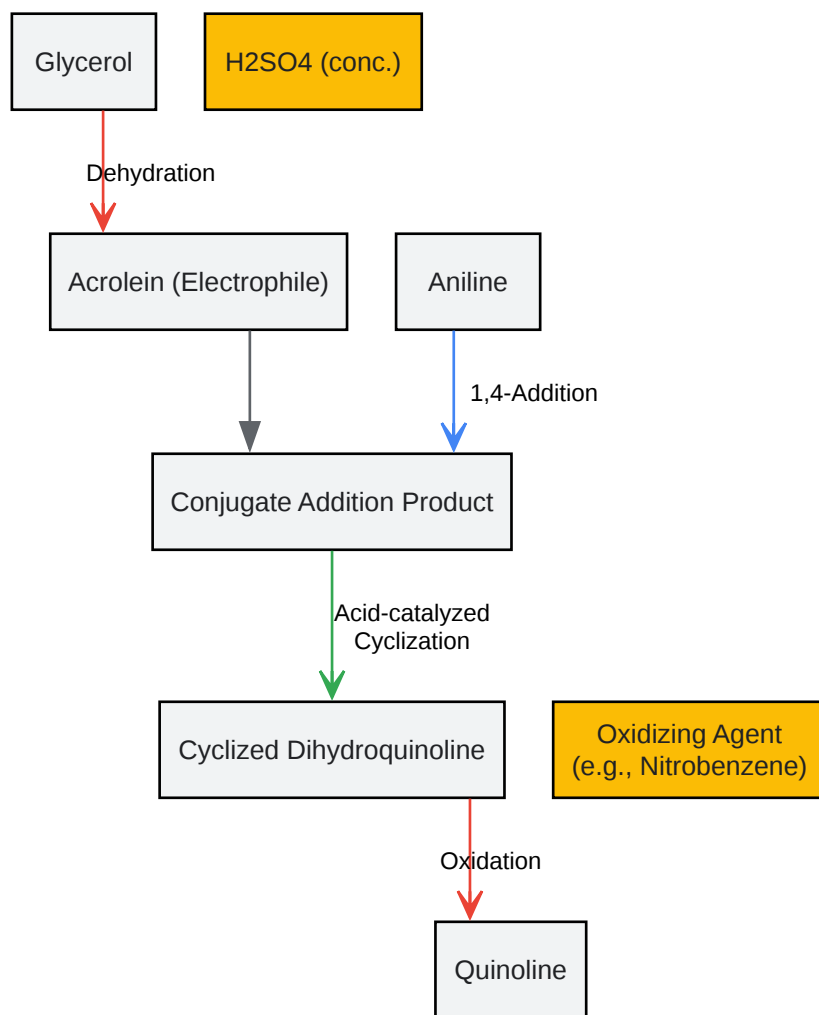 Glycerol
H2SO4 (conc.)
Dehydration
Acrolein (Electrophile)
Aniline
1,4-Addition
Conjugate Addition Product
Acid-catalyzed
Cyclization
Cyclized Dihydroquinoline
Oxidizing Agent
(e.g., Nitrobenzene)
Oxidation
Quinoline